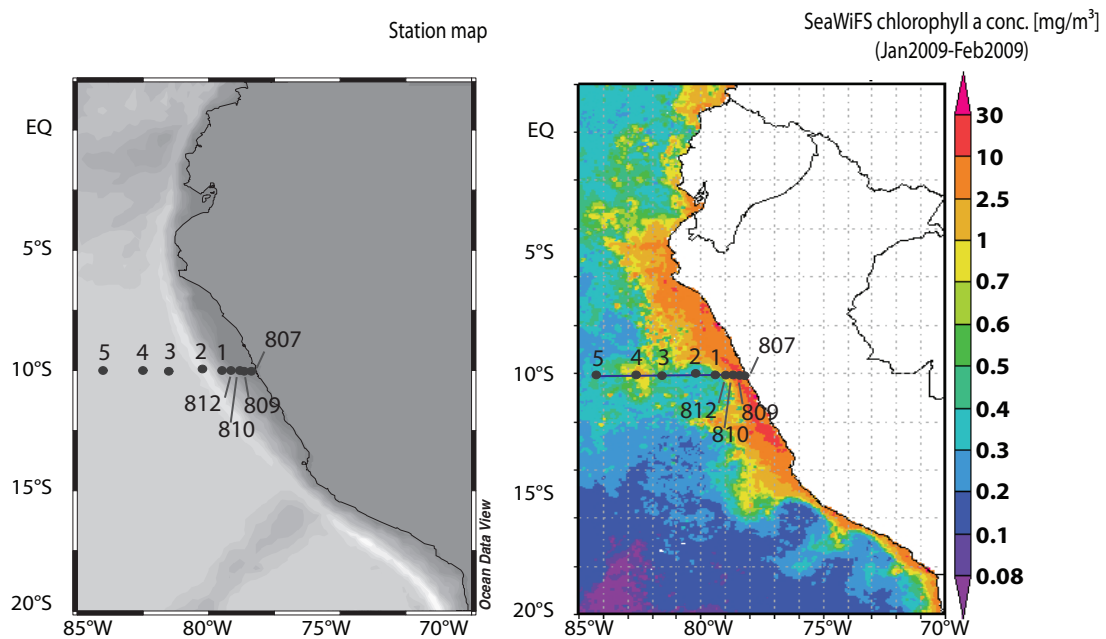 Station map
EQ
5°S
10°S
15°S
20°S
85°W
80°W
75°W
70°W
5
4
3
2
1
807
812
809
810
Ocean Data View
SeaWiFS chlorophyll a conc. [mg/m³]
(Jan2009-Feb2009)
EQ
5°S
10°S
15°S
20°S
85°W
80°W
75°W
70°W
5
4
3
2
1
807
812
809
810
30
10
2.5
1
0.7
0.6
0.5
0.4
0.3
0.2
0.1
0.08